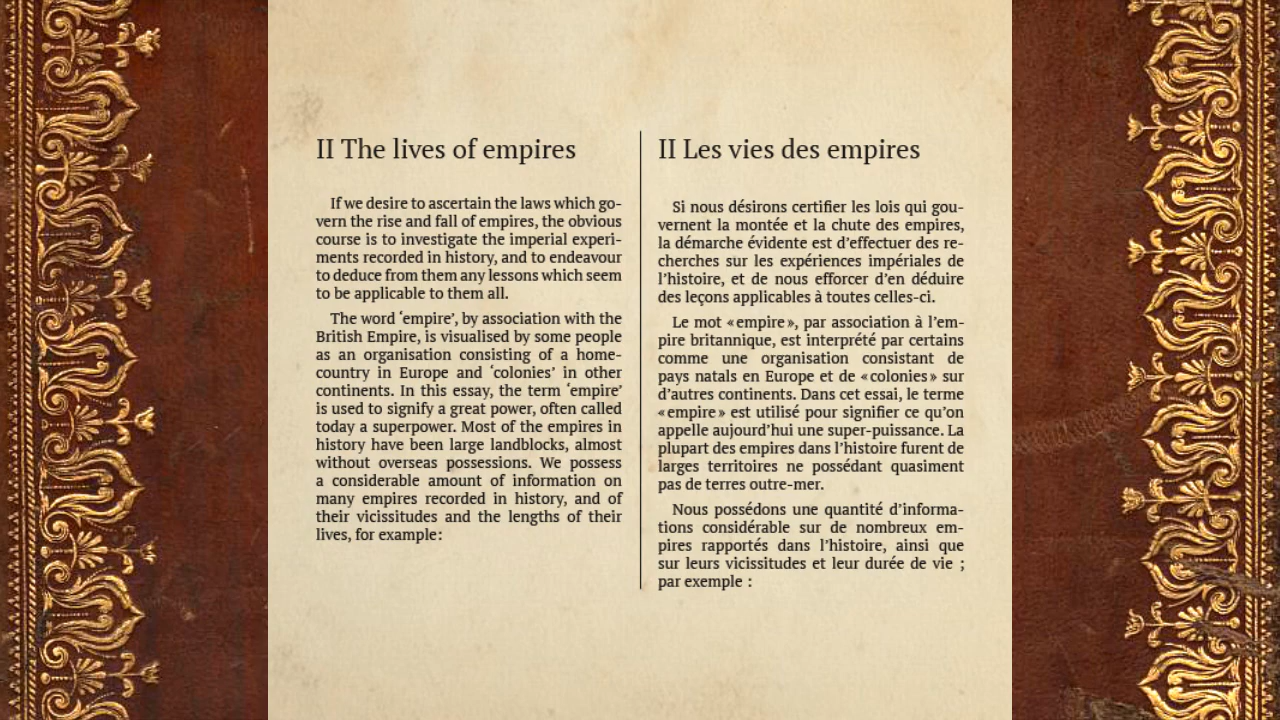 II The lives of empires
If we desire to ascertain the laws which go-
vern the rise and fall of empires, the obvious
course is to investigate the imperial experi-
ments recorded in history, and to endeavour
to deduce from them any lessons which seem
to be applicable to them all.
The word ‘empire’, by association with the
British Empire, is visualised by some people
as an organisation consisting of a home-
country in Europe and ‘colonies’ in other
continents. In this essay, the term ‘empire’
is used to signify a great power, often called
today a superpower. Most of the empires in
history have been large landblocks, almost
without overseas possessions. We possess
a considerable amount of information on
many empires recorded in history, and of
their vicissitudes and the lengths of their
lives, for example:
II Les vies des empires
Si nous désirons certifier les lois qui gou-
vernent la montée et la chute des empires,
la démarche évidente est d’effectuer des re-
cherches sur les expériences impériales de
l’histoire, et de nous efforcer d’en déduire
des leçons applicables à toutes celles-ci.
Le mot « empire », par association à l’em-
pire britannique, est interprété par certains
comme une organisation consistant de
pays natals en Europe et de « colonies » sur
d’autres continents. Dans cet essai, le terme
« empire » est utilisé pour signifier ce qu’on
appelle aujourd’hui une super-puissance. La
plupart des empires dans l’histoire furent de
larges territoires ne possédant quasiment
pas de terres outre-mer.
Nous possédons une quantité d’informa-
tions considérable sur de nombreux em-
pires rapportés dans l’histoire, ainsi que
sur leurs vicissitudes et leur durée de vie ;
par exemple :